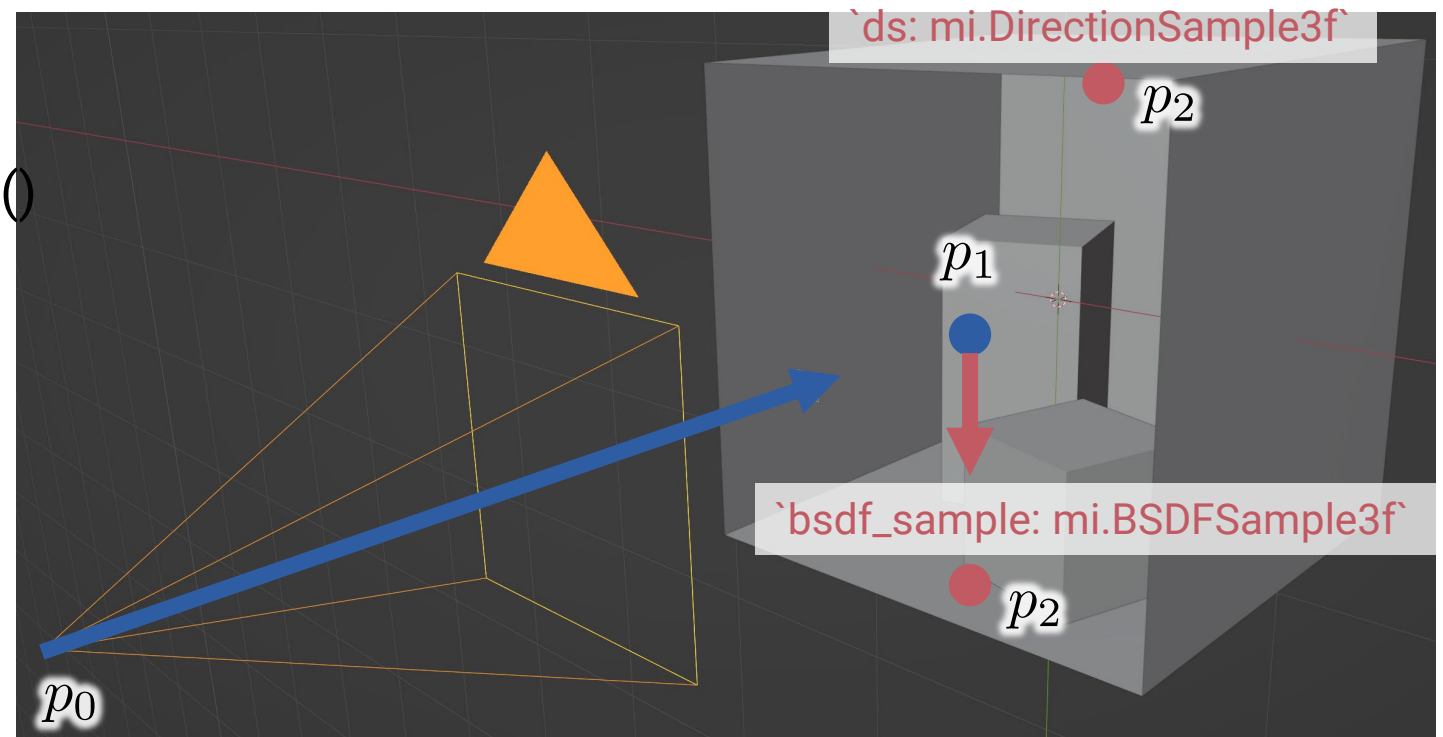 `ds: mi.DirectionSample3f`
p₂
()
p₁
`bsdf_sample: mi.BSDFSample3f`
p₂
p₀